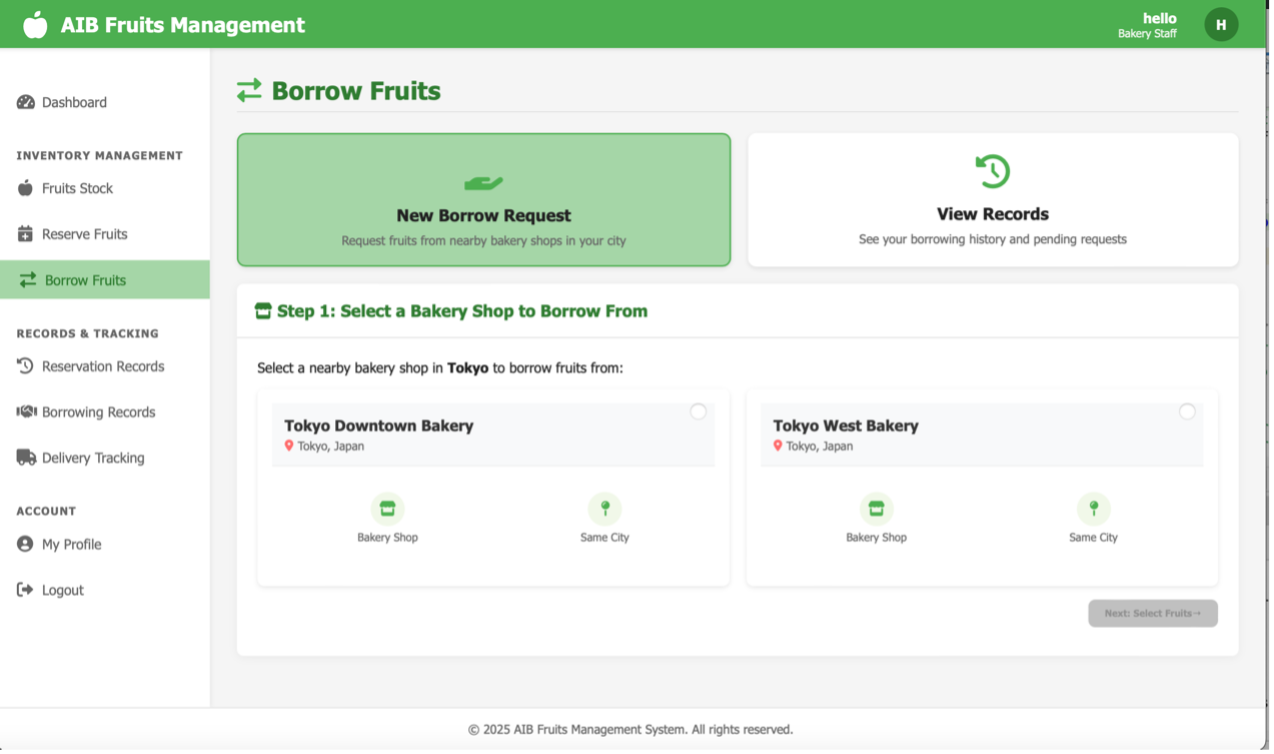 AIB Fruits Management
hello
Bakery Staff
H
Dashboard
INVENTORY MANAGEMENT
Fruits Stock
Reserve Fruits
Borrow Fruits
RECORDS & TRACKING
Reservation Records
Borrowing Records
Delivery Tracking
ACCOUNT
My Profile
Logout
Borrow Fruits
New Borrow Request
Request fruits from nearby bakery shops in your city
View Records
See your borrowing history and pending requests
Step 1: Select a Bakery Shop to Borrow From
Select a nearby bakery shop in Tokyo to borrow fruits from:
Tokyo Downtown Bakery
Tokyo, Japan
Bakery Shop
Same City
Tokyo West Bakery
Tokyo, Japan
Bakery Shop
Same City
Next: Select Fruits→
© 2025 AIB Fruits Management System. All rights reserved.